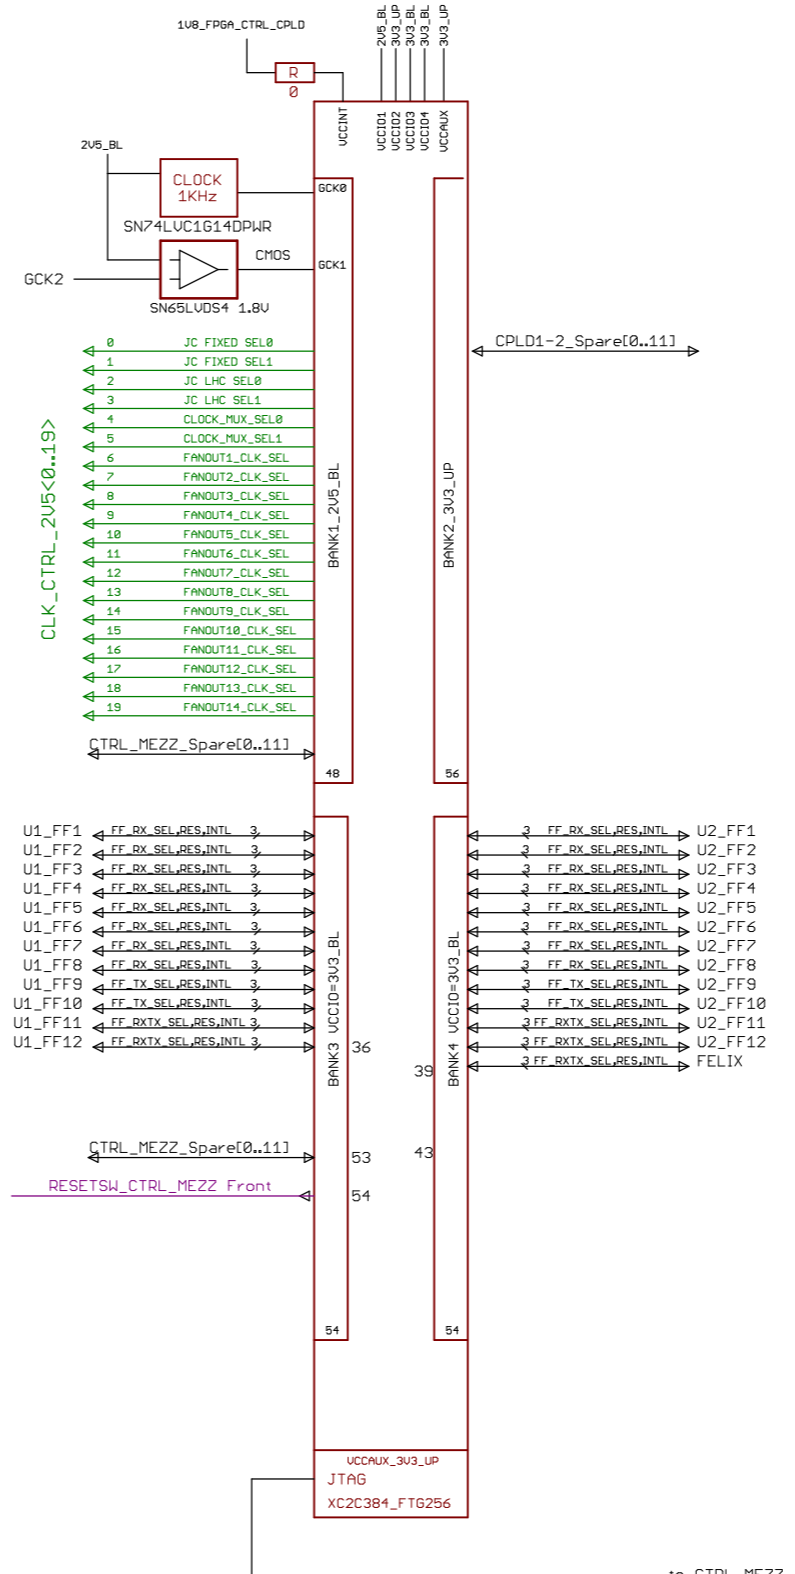 1V8_FPGA_CTRL_CPLD
2V5_BL
3V3_UP
3V3_BL
3V3_BL
3V3_UP
R
0
VCCINT
VCCIO1
VCCIO2
VCCIO3
VCCIO4
VCCAUX
2V5_BL
CLOCK
1KHz
GCK0
SN74LVC1G14DPWR
CMOS
GCK1
GCK2
SN65LVDS4 1.8V
CLK_CTRL_2V5<0..19>
0 JC FIXED SEL0
1 JC FIXED SEL1
2 JC LHC SEL0
3 JC LHC SEL1
4 CLOCK_MUX_SEL0
5 CLOCK_MUX_SEL1
6 FANOUT1_CLK_SEL
7 FANOUT2_CLK_SEL
8 FANOUT3_CLK_SEL
9 FANOUT4_CLK_SEL
10 FANOUT5_CLK_SEL
11 FANOUT6_CLK_SEL
12 FANOUT7_CLK_SEL
13 FANOUT8_CLK_SEL
14 FANOUT9_CLK_SEL
15 FANOUT10_CLK_SEL
16 FANOUT11_CLK_SEL
17 FANOUT12_CLK_SEL
18 FANOUT13_CLK_SEL
19 FANOUT14_CLK_SEL
CTRL_MEZZ_Spare[0..11]
BANK1_2V5_BL
48
BANK2_3V3_UP
56
CPLD1-2_Spare[0..11]
U1_FF1 FF_RX_SEL,RES,INTL 3
U1_FF2 FF_RX_SEL,RES,INTL 3
U1_FF3 FF_RX_SEL,RES,INTL 3
U1_FF4 FF_RX_SEL,RES,INTL 3
U1_FF5 FF_RX_SEL,RES,INTL 3
U1_FF6 FF_RX_SEL,RES,INTL 3
U1_FF7 FF_RX_SEL,RES,INTL 3
U1_FF8 FF_RX_SEL,RES,INTL 3
U1_FF9 FF_TX_SEL,RES,INTL 3
U1_FF10 FF_TX_SEL,RES,INTL 3
U1_FF11 FF_RXTX_SEL,RES,INTL 3
U1_FF12 FF_RXTX_SEL,RES,INTL 3
BANK3 VCCIO=3V3_BL
36
CTRL_MEZZ_Spare[0..11]
53
RESETSW_CTRL_MEZZ Front
54
54
3 FF_RX_SEL,RES,INTL U2_FF1
3 FF_RX_SEL,RES,INTL U2_FF2
3 FF_RX_SEL,RES,INTL U2_FF3
3 FF_RX_SEL,RES,INTL U2_FF4
3 FF_RX_SEL,RES,INTL U2_FF5
3 FF_RX_SEL,RES,INTL U2_FF6
3 FF_RX_SEL,RES,INTL U2_FF7
3 FF_RX_SEL,RES,INTL U2_FF8
3 FF_TX_SEL,RES,INTL U2_FF9
3 FF_TX_SEL,RES,INTL U2_FF10
3 FF_RXTX_SEL,RES,INTL U2_FF11
3 FF_RXTX_SEL,RES,INTL U2_FF12
3 FF_RXTX_SEL,RES,INTL FELIX
BANK4 VCCIO=3V3_BL
39
43
54
VCCAUX_3V3_UP
JTAG
XC2C384_FTG256
to CTRL_MEZZ